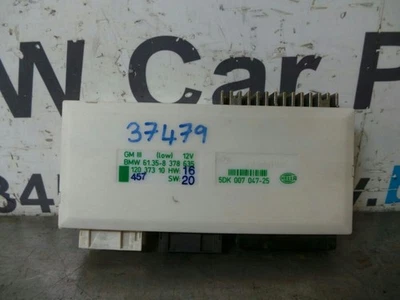 W Car P
37479
GM III (low) 12V
BMW 61.35-8 378 635
120 373 10 HW 16
457 SW 20
5DK 007 047-25